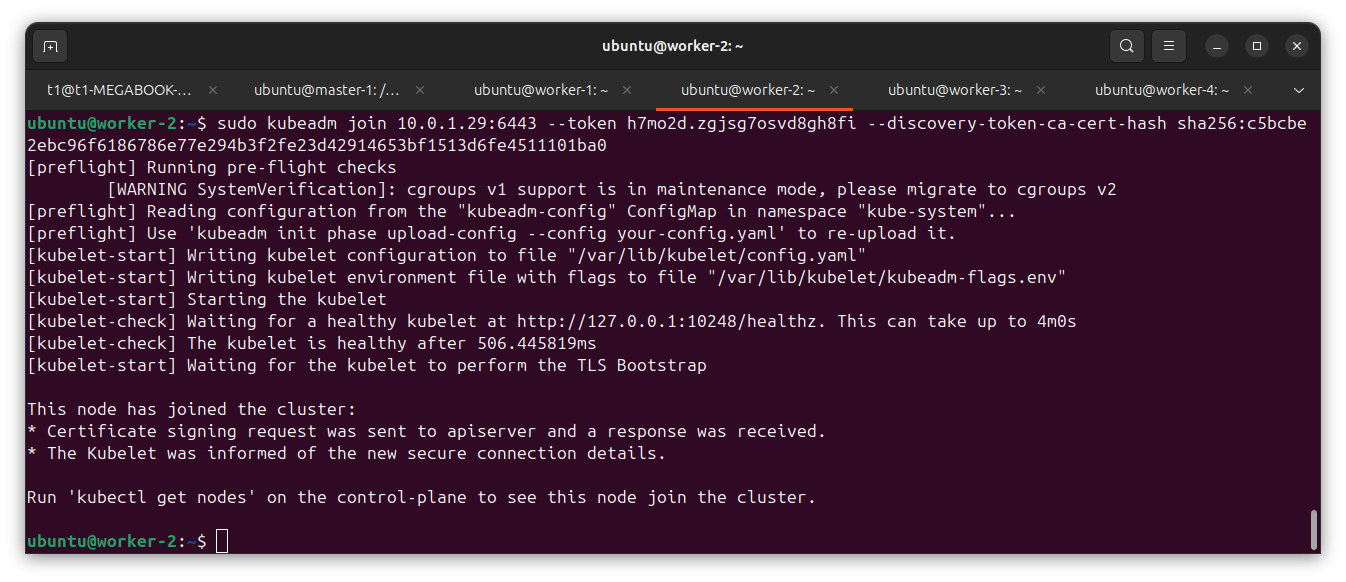 ubuntu@worker-2: ~
t1@t1-MEGABOOK-... ubuntu@master-1: /... ubuntu@worker-1: ~ ubuntu@worker-2: ~ ubuntu@worker-3: ~ ubuntu@worker-4: ~
ubuntu@worker-2:~$ sudo kubeadm join 10.0.1.29:6443 --token h7mo2d.zgjsg7osvd8gh8fi --discovery-token-ca-cert-hash sha256:c5bcbe
2ebc96f6186786e77e294b3f2fe23d42914653bf1513d6fe4511101ba0
[preflight] Running pre-flight checks
        [WARNING SystemVerification]: cgroups v1 support is in maintenance mode, please migrate to cgroups v2
[preflight] Reading configuration from the "kubeadm-config" ConfigMap in namespace "kube-system"...
[preflight] Use 'kubeadm init phase upload-config --config your-config.yaml' to re-upload it.
[kubelet-start] Writing kubelet configuration to file "/var/lib/kubelet/config.yaml"
[kubelet-start] Writing kubelet environment file with flags to file "/var/lib/kubelet/kubeadm-flags.env"
[kubelet-start] Starting the kubelet
[kubelet-check] Waiting for a healthy kubelet at http://127.0.0.1:10248/healthz. This can take up to 4m0s
[kubelet-check] The kubelet is healthy after 506.445819ms
[kubelet-start] Waiting for the kubelet to perform the TLS Bootstrap

This node has joined the cluster:
* Certificate signing request was sent to apiserver and a response was received.
* The Kubelet was informed of the new secure connection details.

Run 'kubectl get nodes' on the control-plane to see this node join the cluster.

ubuntu@worker-2:~$